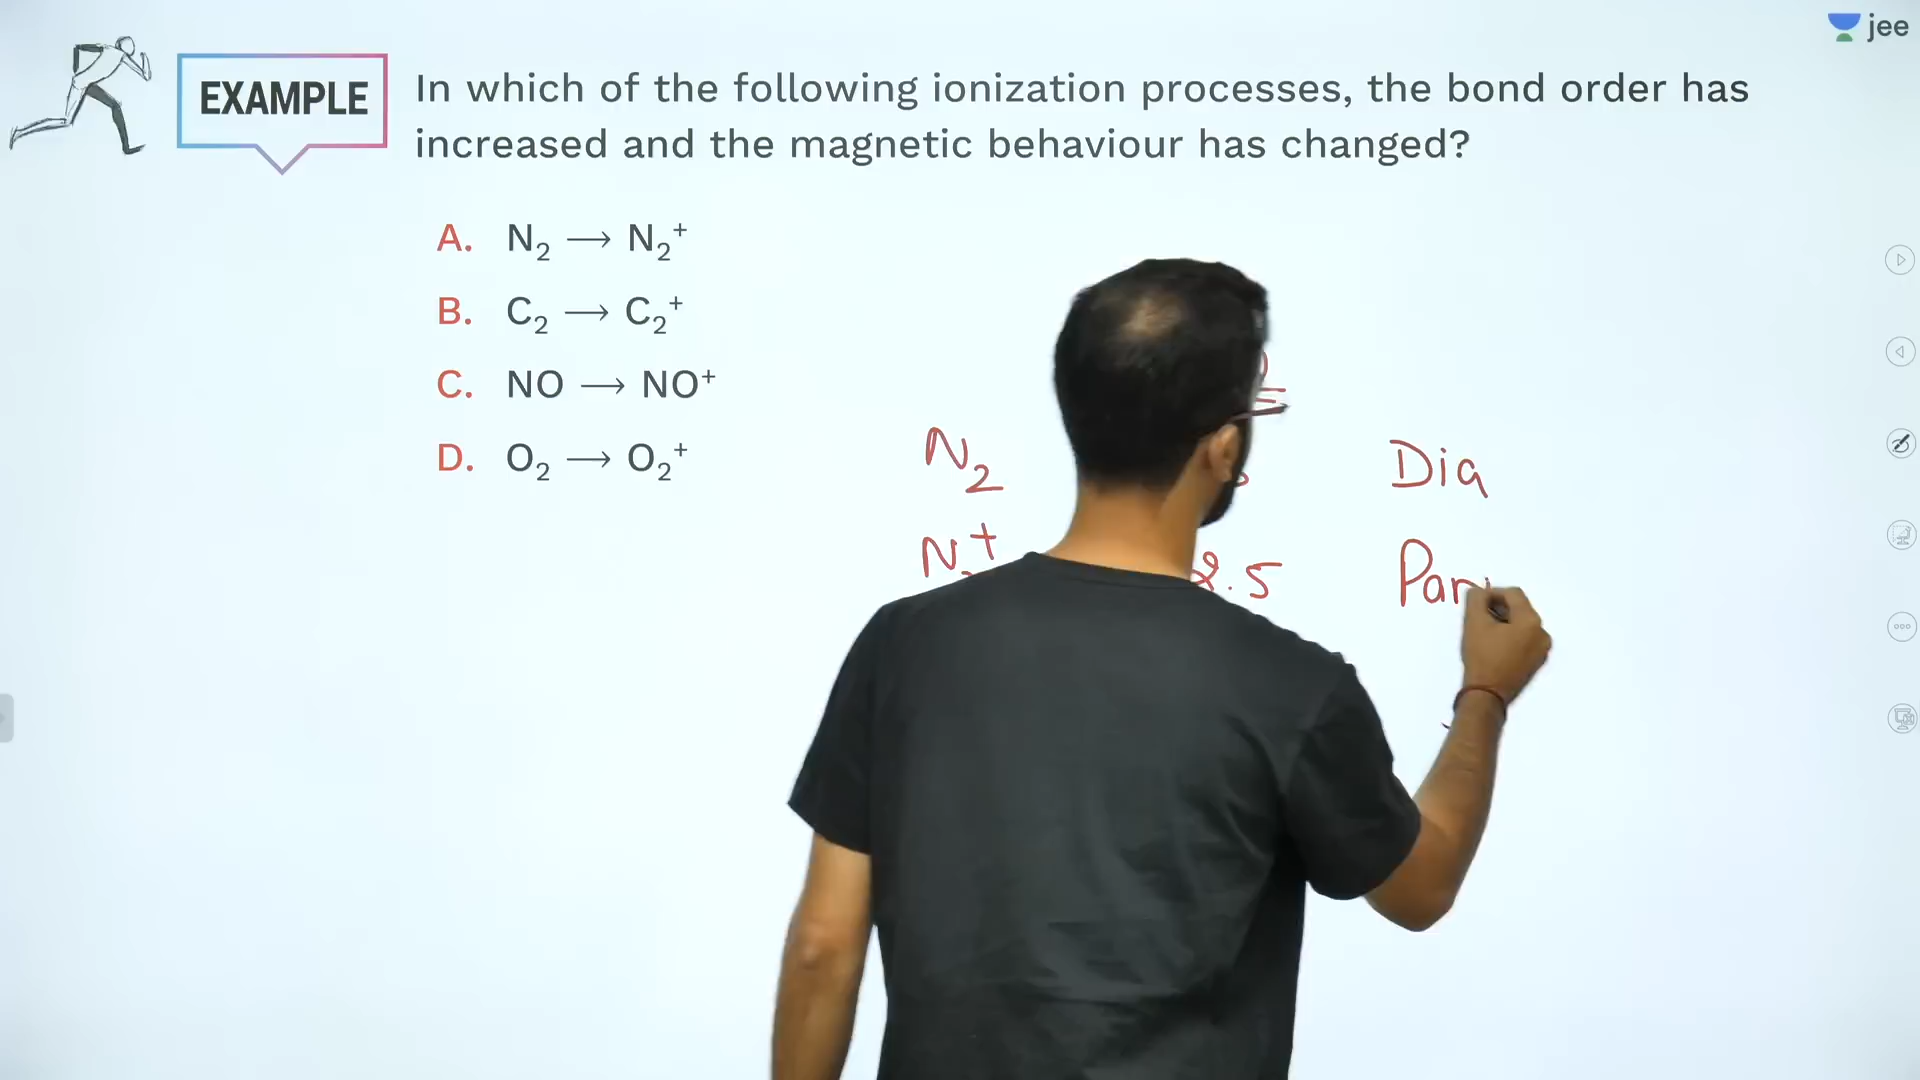 jee
EXAMPLE
In which of the following ionization processes, the bond order has
increased and the magnetic behaviour has changed?
A. N₂ ⟶ N₂⁺
B. C₂ ⟶ C₂⁺
C. NO ⟶ NO⁺
D. O₂ ⟶ O₂⁺
N₂ Dia
2.5 Par